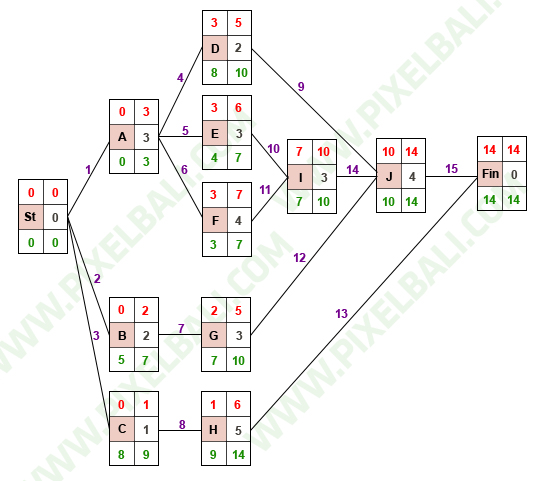 3 5
D 2
8 10
4
9
0 3
A 3
0 3
3 6
E 3
4 7
5
10
7 10
I 3
7 10
14
10 14
J 4
10 14
15
14 14
Fin 0
14 14
1
6
3 7
F 4
3 7
11
0 0
St 0
0 0
12
2
3
0 2
B 2
5 7
7
2 5
G 3
7 10
13
0 1
C 1
8 9
8
1 6
H 5
9 14
WWW.PIXELBALI.COM
WWW.PIXELBALI.COM
WWW.PIXELBALI.COM